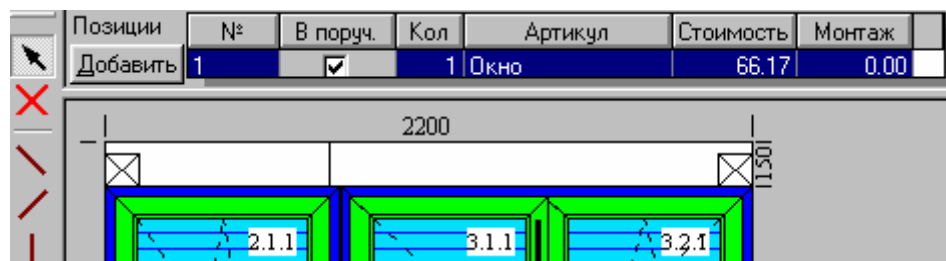 Позиции № В поруч. Кол Артикул Стоимость Монтаж
Добавить 1 1 Окно 66.17 0.00
2200
150
2.1.1 3.1.1 3.2.1